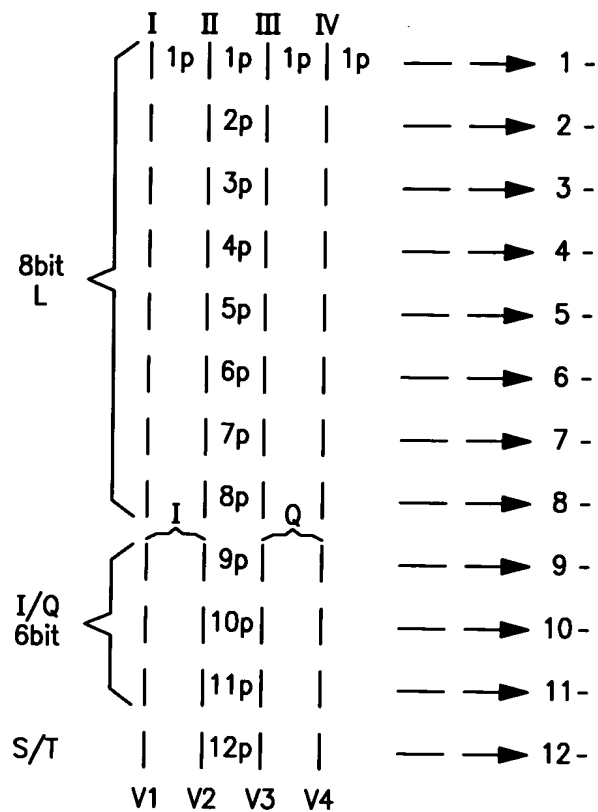 I II III IV
| 1p | 1p | 1p | 1p 1 -
2p 2 -
3p 3 -
4p 4 -
8bit
L
5p 5 -
6p 6 -
7p 7 -
8p 8 -
I Q
9p 9 -
I/Q
6bit
10p 10 -
11p 11 -
S/T 12p 12 -
V1 V2 V3 V4